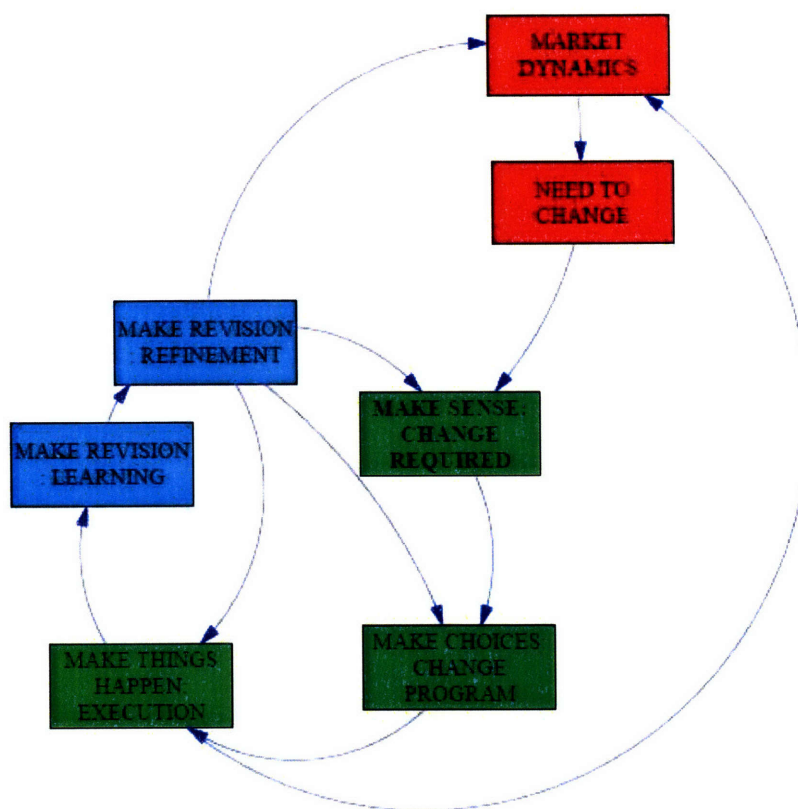 MARKET
DYNAMICS
NEED TO
CHANGE
MAKE REVISION
: REFINEMENT
MAKE SENSE:
CHANGE
REQUIRED
MAKE REVISION
: LEARNING
MAKE THINGS
HAPPEN:
EXECUTION
MAKE CHOICES
CHANGE
PROGRAM